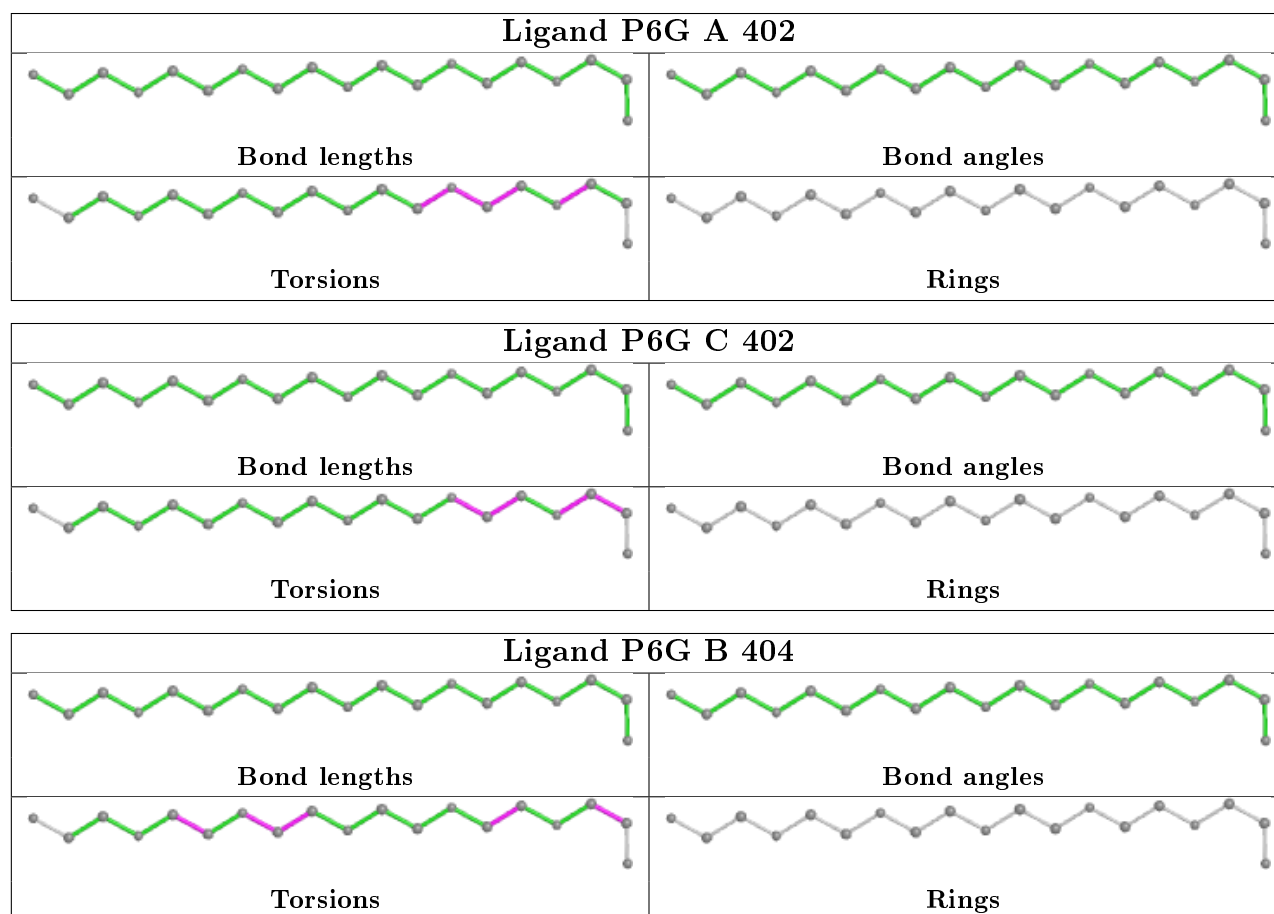 Ligand P6G A 402
Bond lengths
Bond angles
Torsions
Rings
Ligand P6G C 402
Bond lengths
Bond angles
Torsions
Rings
Ligand P6G B 404
Bond lengths
Bond angles
Torsions
Rings